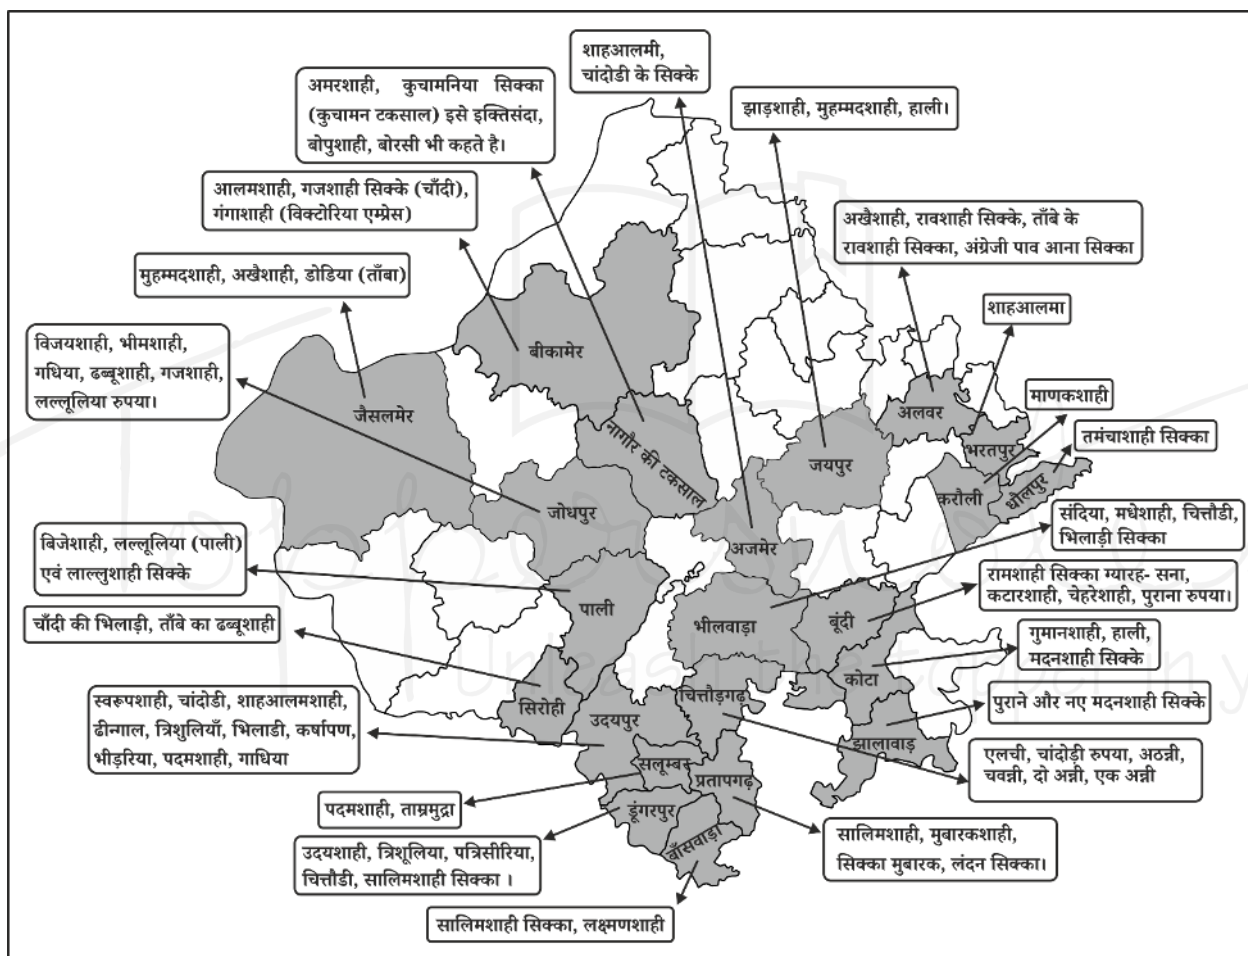 शाहआलमी,
चांदोडी के सिक्के
अमरशाही, कुचामनिया सिक्का
(कुचामन टकसाल) इसे इक्तिसंदा,
बोपुशाही, बोरसी भी कहते है।
झाड़शाही, मुहम्मदशाही, हाली।
आलमशाही, गजशाही सिक्के (चाँदी),
गंगाशाही (विक्टोरिया एम्प्रेस)
अखैशाही, रावशाही सिक्के, ताँबे के
रावशाही सिक्का, अंग्रेजी पाव आना सिक्का
मुहम्मदशाही, अखैशाही, डोडिया (ताँबा)
शाहआलमा
विजयशाही, भीमशाही,
गधिया, ढब्बूशाही, गजशाही,
लल्लूलिया रुपया।
माणकशाही
तमंचाशाही सिक्का
बीकामेर
जैसलमेर
नागौर की टकसाल
जयपुर
अलवर
भरतपुर
करौली
धौलपुर
जोधपुर
अजमेर
संदिया, मधेशाही, चित्तौडी,
भिलाड़ी सिक्का
बिजेशाही, लल्लूलिया (पाली)
एवं लाल्लुशाही सिक्के
रामशाही सिक्का ग्यारह- सना,
कटारशाही, चेहरेशाही, पुराना रुपया।
चाँदी की भिलाड़ी, ताँबे का ढब्बूशाही
पाली
भीलवाड़ा
बूंदी
गुमानशाही, हाली,
मदनशाही सिक्के
कोटा
स्वरूपशाही, चांदोडी, शाहआलमशाही,
ढीन्गाल, त्रिशुलियाँ, भिलाडी, कर्षापण,
भीड़रिया, पदमशाही, गाधिया
सिरोही
उदयपुर
चित्तौड़गढ़
पुराने और नए मदनशाही सिक्के
झालावाड़
एलची, चांदोड़ी रुपया, अठन्नी,
चवन्नी, दो अन्नी, एक अन्नी
सलूम्बर
प्रतापगढ़
पदमशाही, ताम्रमुद्रा
डूंगरपुर
बाँसवाड़ा
उदयशाही, त्रिशूलिया, पत्रिसीरिया,
चित्तौडी, सालिमशाही सिक्का ।
सालिमशाही, मुबारकशाही,
सिक्का मुबारक, लंदन सिक्का।
सालिमशाही सिक्का, लक्ष्मणशाही
Unleash the topper in y